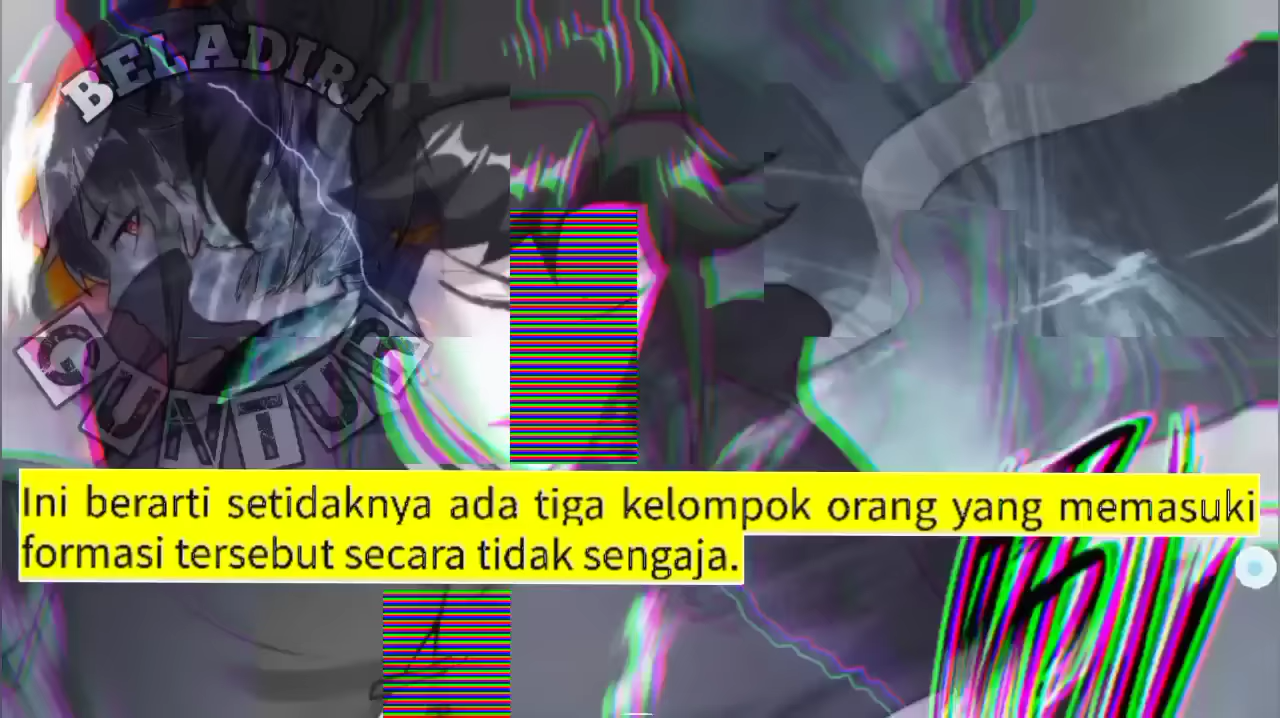 BELADIRI
GUNTUR
Ini berarti setidaknya ada tiga kelompok orang yang memasuki
formasi tersebut secara tidak sengaja.